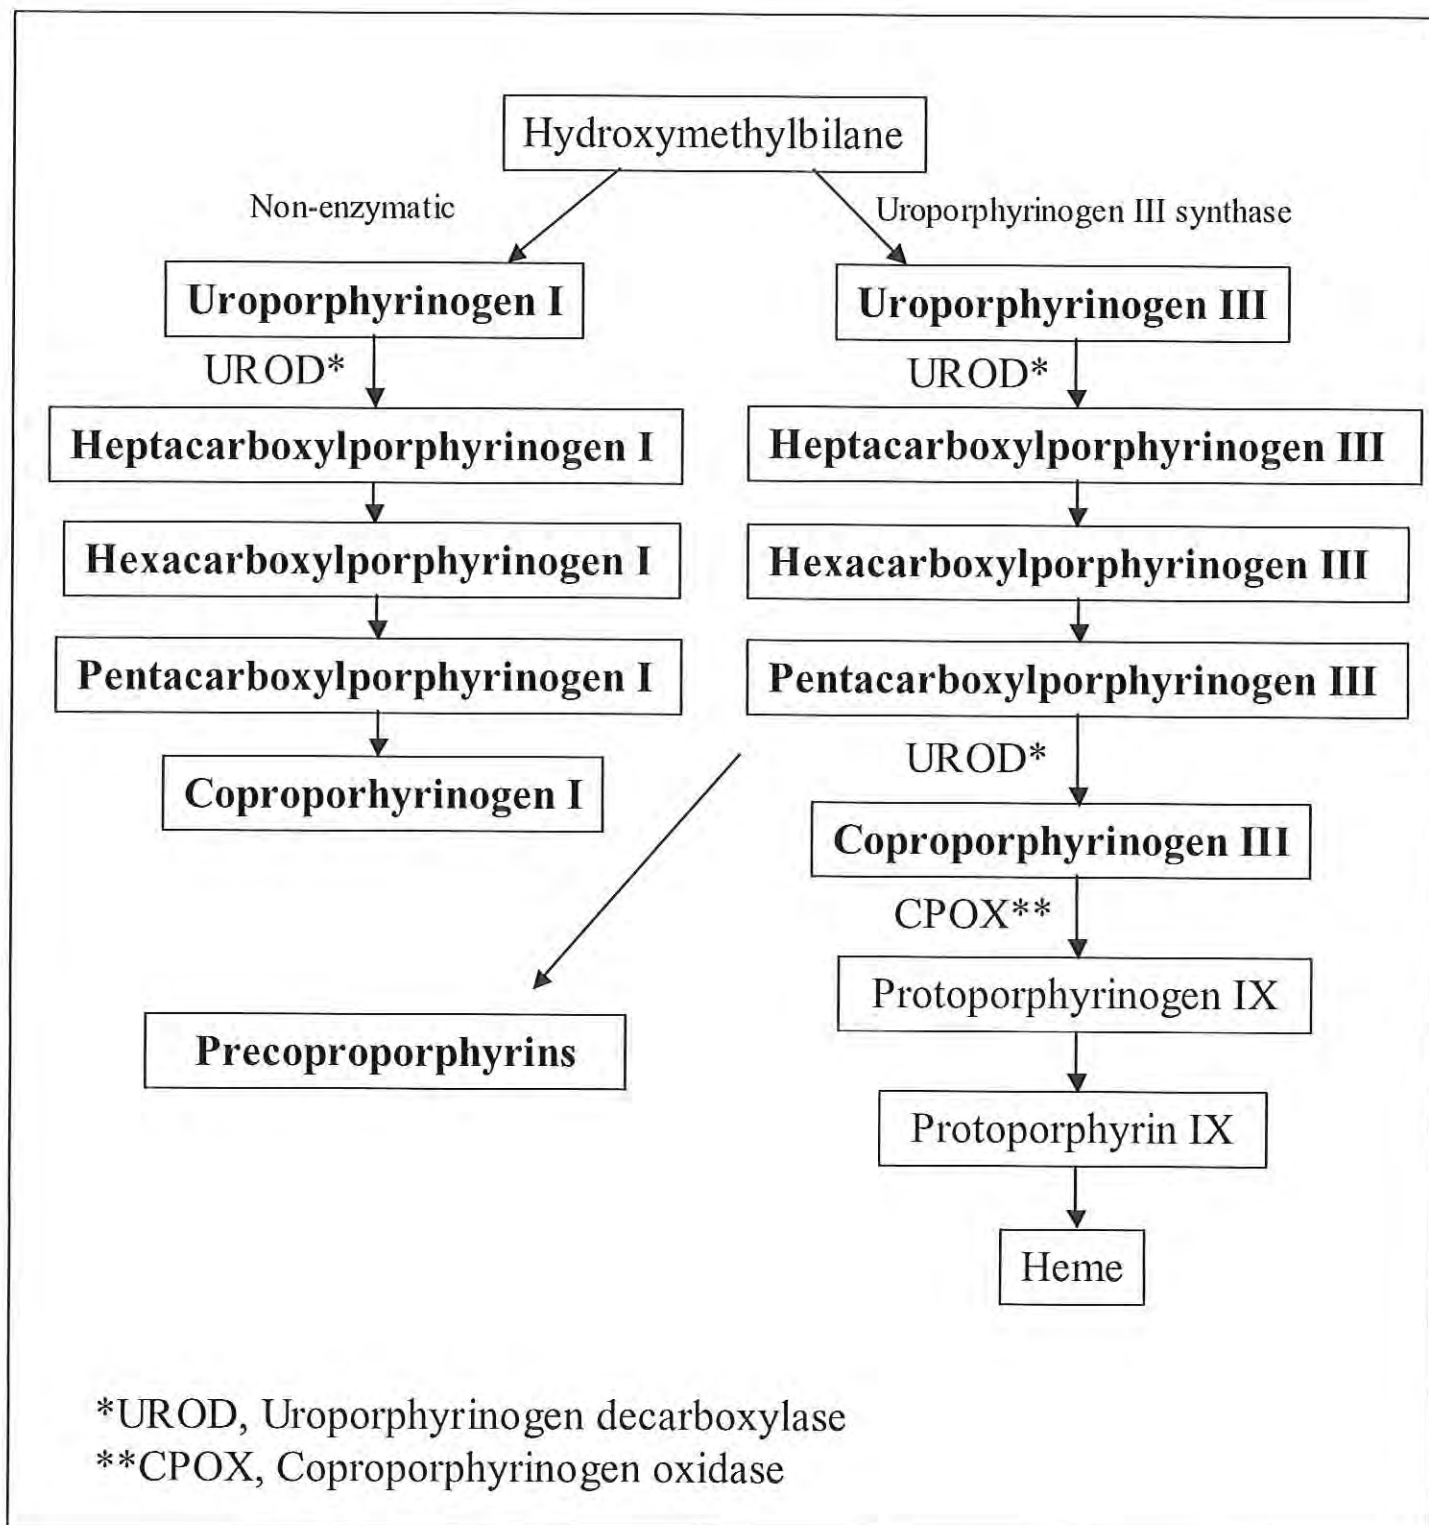 Hydroxymethylbilane
Non-enzymatic
Uroporphyrinogen III synthase
Uroporphyrinogen I
Uroporphyrinogen III
UROD*
UROD*
Heptacarboxylporphyrinogen I
Heptacarboxylporphyrinogen III
Hexacarboxylporphyrinogen I
Hexacarboxylporphyrinogen III
Pentacarboxylporphyrinogen I
Pentacarboxylporphyrinogen III
UROD*
Coproporhyrinogen I
Coproporphyrinogen III
CPOX**
Protoporphyrinogen IX
Precoproporphyrins
Protoporphyrin IX
Heme
*UROD, Uroporphyrinogen decarboxylase
**CPOX, Coproporphyrinogen oxidase